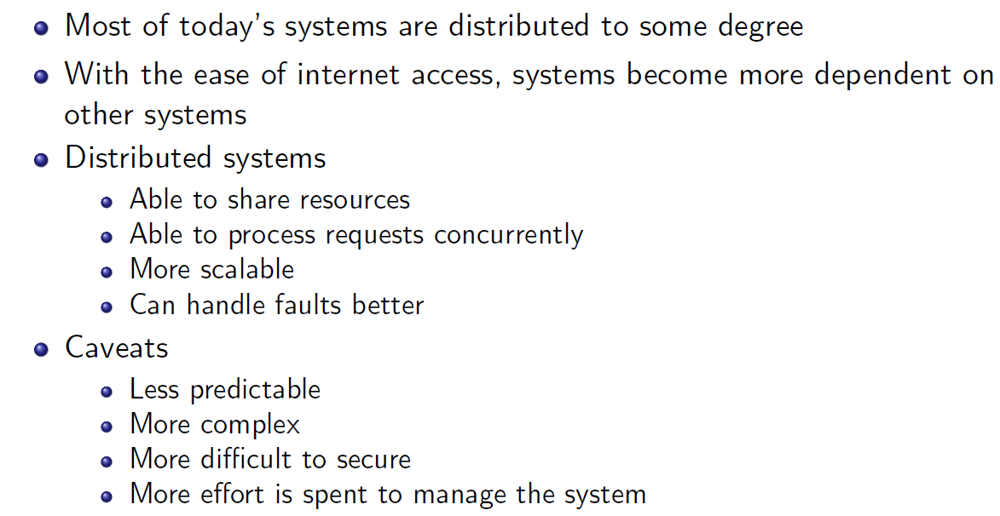 Most of today's systems are distributed to some degree
With the ease of internet access, systems become more dependent on
other systems
Distributed systems
Able to share resources
Able to process requests concurrently
More scalable
Can handle faults better
Caveats
Less predictable
More complex
More difficult to secure
More effort is spent to manage the system